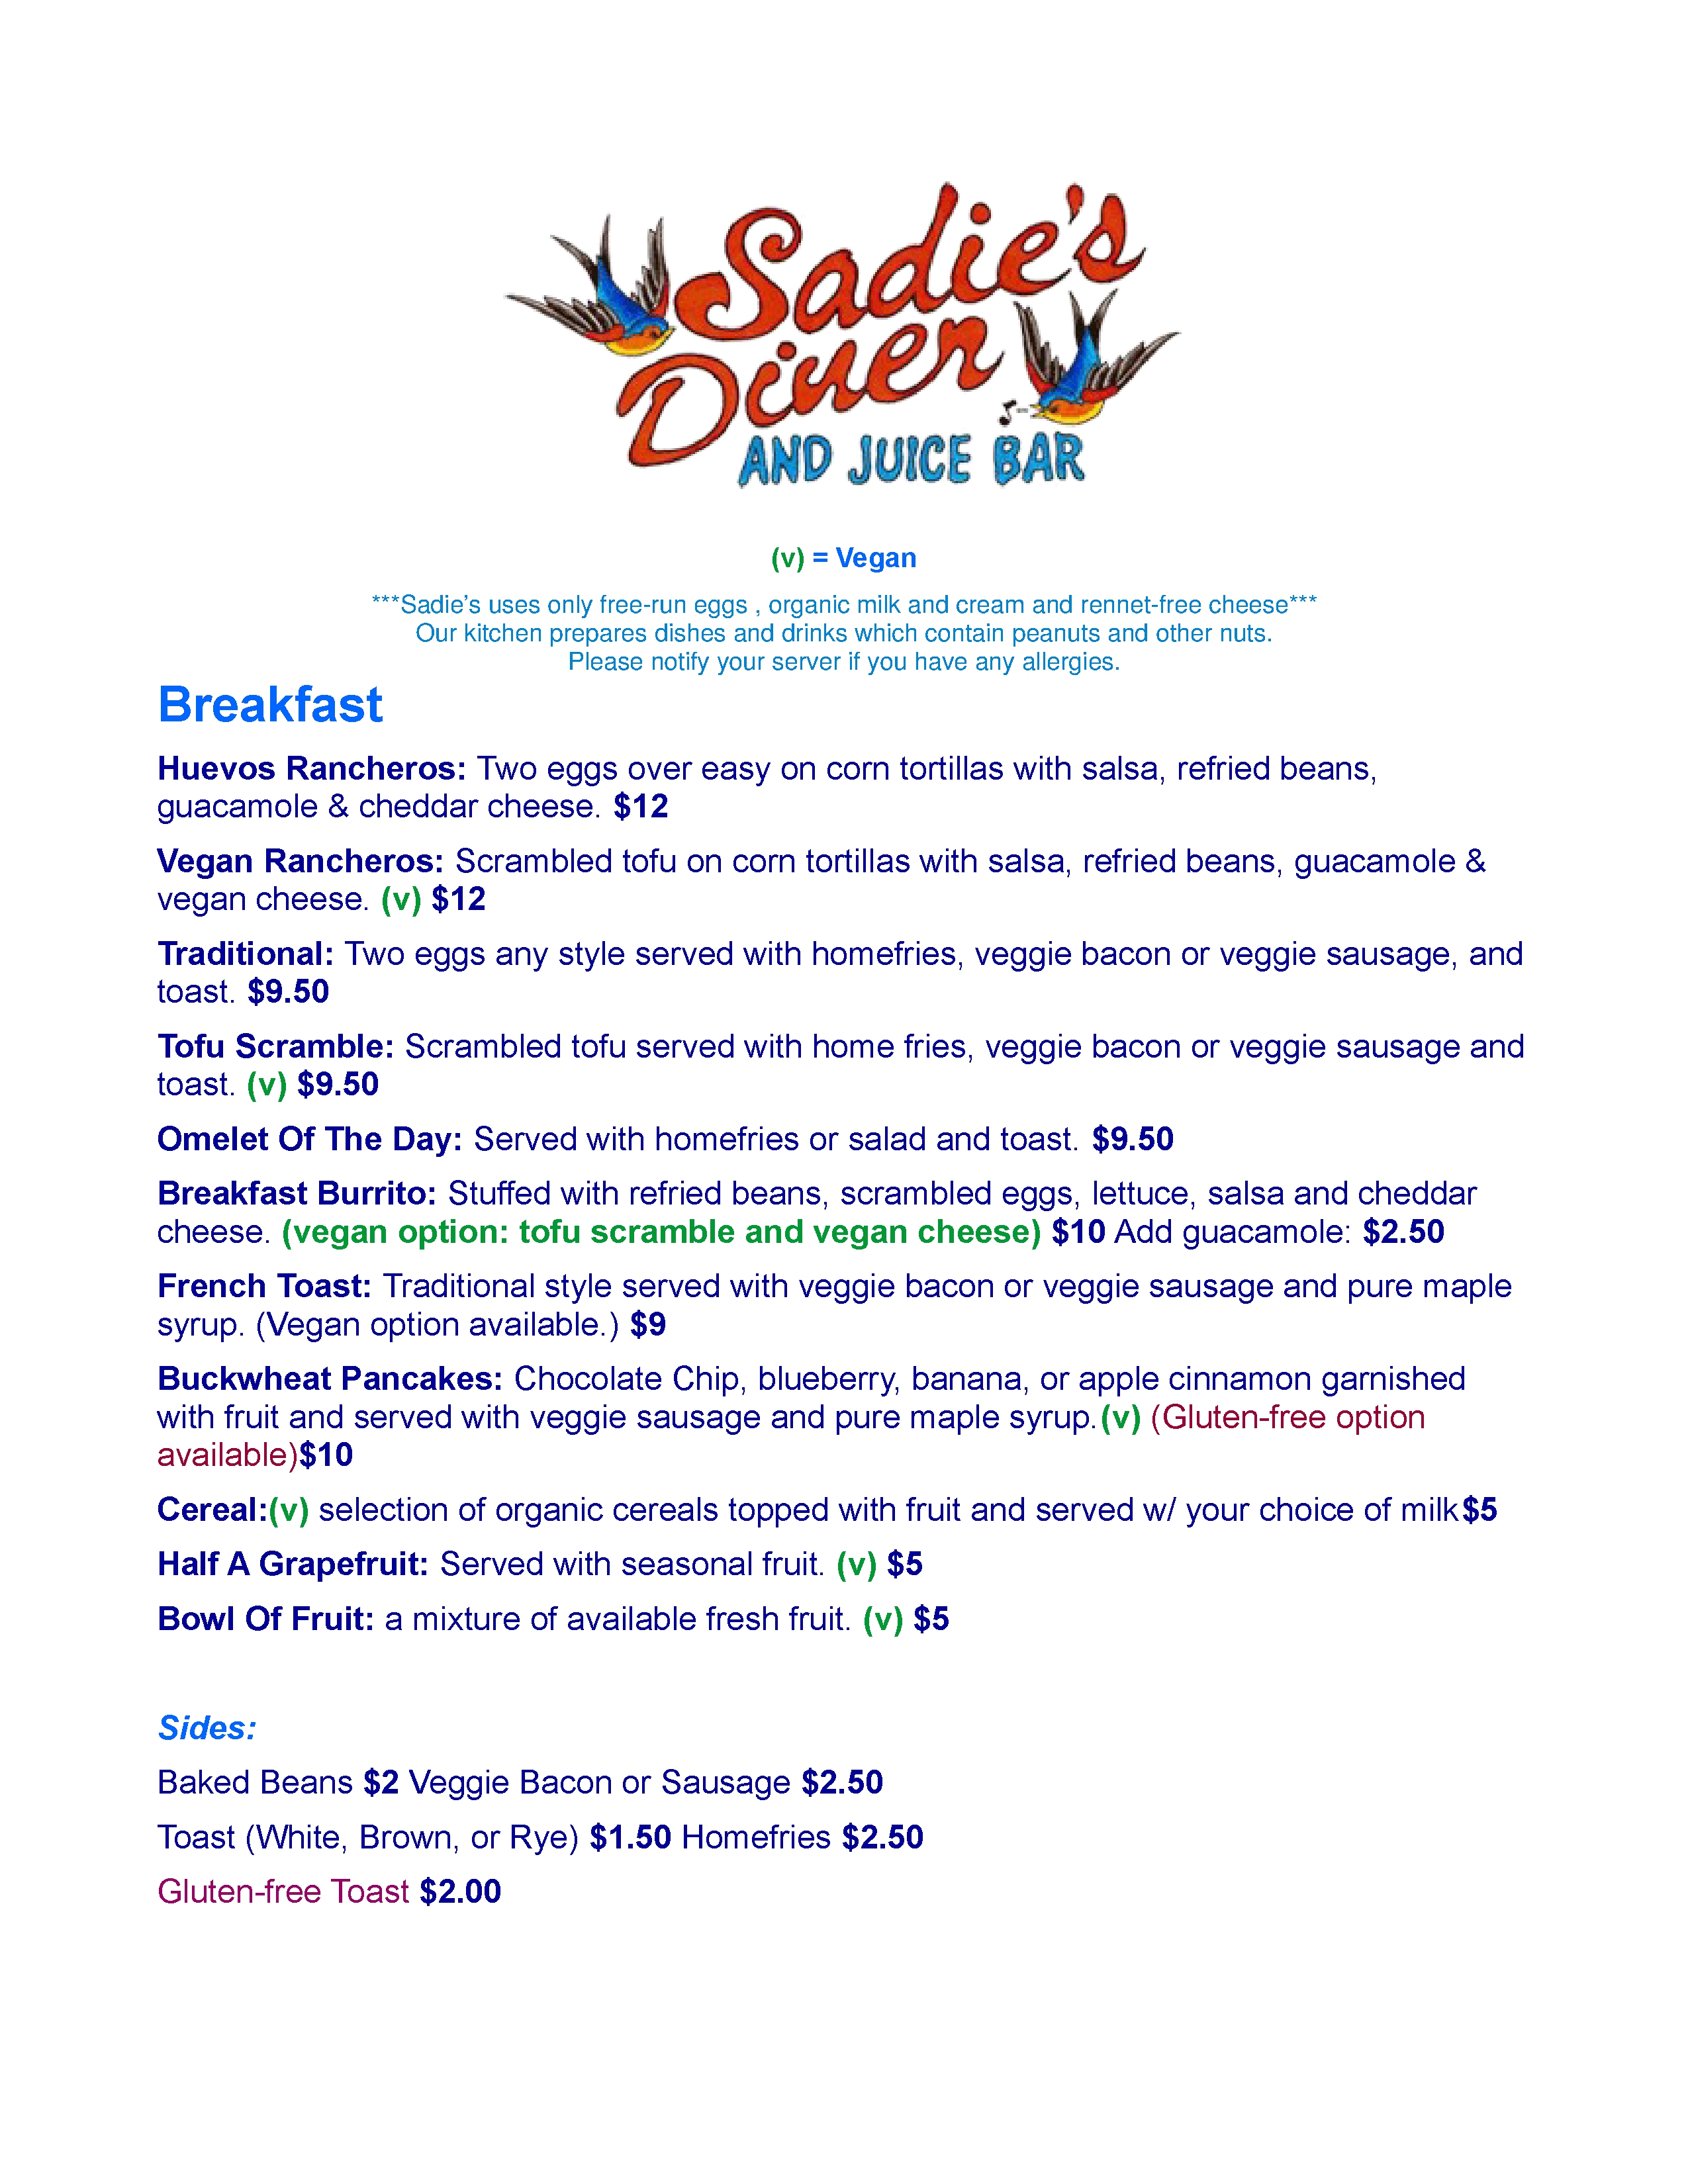 Sadie's
Diner
AND JUICE BAR
(v) = Vegan
***Sadie’s uses only free-run eggs , organic milk and cream and rennet-free cheese***
Our kitchen prepares dishes and drinks which contain peanuts and other nuts.
Please notify your server if you have any allergies.
Breakfast
Huevos Rancheros: Two eggs over easy on corn tortillas with salsa, refried beans,
guacamole & cheddar cheese. $12
Vegan Rancheros: Scrambled tofu on corn tortillas with salsa, refried beans, guacamole &
vegan cheese. (v) $12
Traditional: Two eggs any style served with homefries, veggie bacon or veggie sausage, and
toast. $9.50
Tofu Scramble: Scrambled tofu served with home fries, veggie bacon or veggie sausage and
toast. (v) $9.50
Omelet Of The Day: Served with homefries or salad and toast. $9.50
Breakfast Burrito: Stuffed with refried beans, scrambled eggs, lettuce, salsa and cheddar
cheese. (vegan option: tofu scramble and vegan cheese) $10 Add guacamole: $2.50
French Toast: Traditional style served with veggie bacon or veggie sausage and pure maple
syrup. (Vegan option available.) $9
Buckwheat Pancakes: Chocolate Chip, blueberry, banana, or apple cinnamon garnished
with fruit and served with veggie sausage and pure maple syrup.(v) (Gluten-free option
available)$10
Cereal:(v) selection of organic cereals topped with fruit and served w/ your choice of milk$5
Half A Grapefruit: Served with seasonal fruit. (v) $5
Bowl Of Fruit: a mixture of available fresh fruit. (v) $5
Sides:
Baked Beans $2 Veggie Bacon or Sausage $2.50
Toast (White, Brown, or Rye) $1.50 Homefries $2.50
Gluten-free Toast $2.00